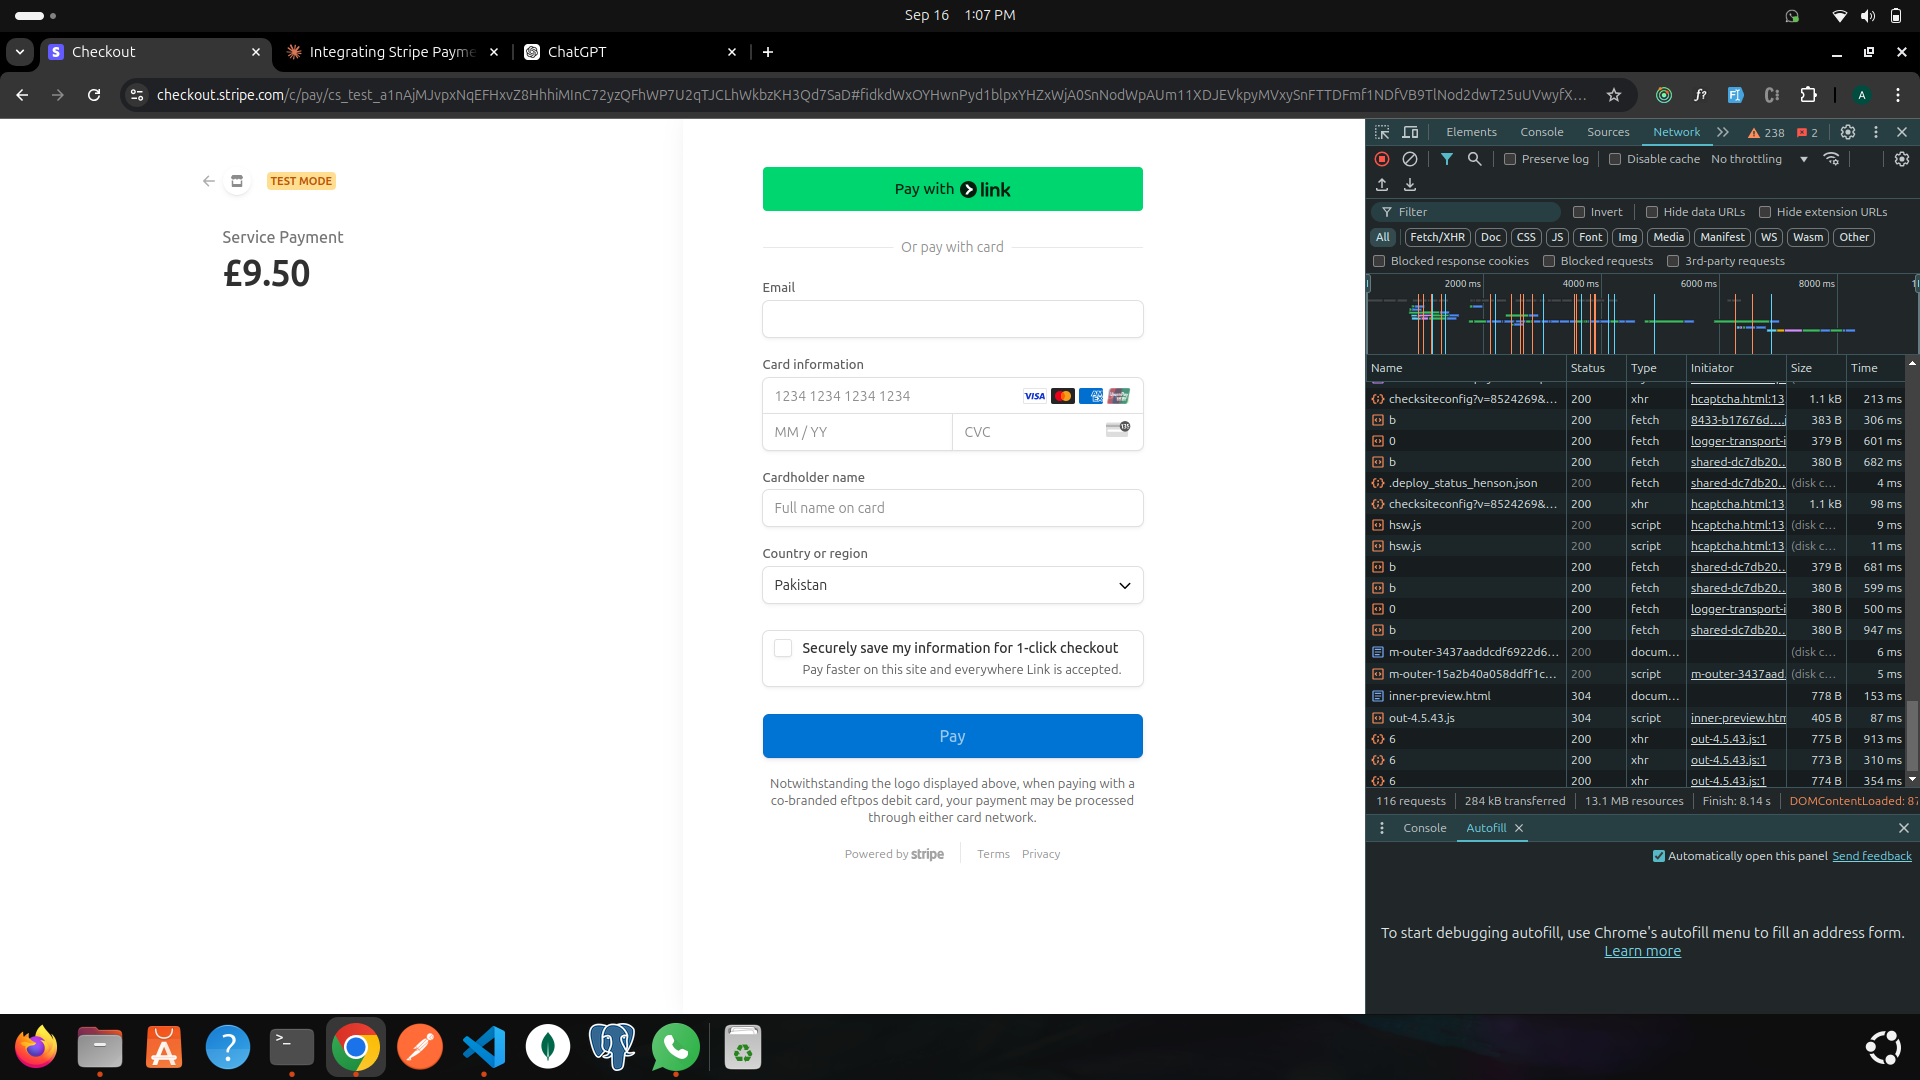 Sep 16 1:07 PM
Checkout
Integrating Stripe Payme
ChatGPT
checkout.stripe.com/c/pay/cs_test_
TEST MODE
Service Payment
£9.50
Pay with link
Or pay with card
Email
Card information
1234 1234 1234 1234
VISA
MM / YY
CVC
Cardholder name
Full name on card
Country or region
Pakistan
Securely save my information for 1-click checkout
Pay faster on this site and everywhere Link is accepted.
Pay
Notwithstanding the logo displayed above, when paying with a
co-branded eftpos debit card, your payment may be processed
through either card network.
Powered by stripe Terms Privacy
Elements Console Sources Network 238 2
Preserve log Disable cache No throttling
Filter Invert Hide data URLs Hide extension URLs
All Fetch/XHR Doc CSS JS Font Img Media Manifest WS Wasm Other
Blocked response cookies Blocked requests 3rd-party requests
2000 ms 4000 ms 6000 ms 8000 ms
Name Status Type Initiator Size Time
checksiteconfig?v=8524269&... 200 xhr hcaptcha.html:13 1.1 kB 213 ms
b 200 fetch 8433-b17676d.... 383 B 306 ms
0 200 fetch logger-transport-i 379 B 601 ms
b 200 fetch shared-dc7db20... 380 B 682 ms
.deploy_status_henson.json 200 fetch shared-dc7db20... (disk c... 4 ms
checksiteconfig?v=8524269&... 200 xhr hcaptcha.html:13 1.1 kB 98 ms
hsw.js 200 script hcaptcha.html:13 (disk c... 9 ms
hsw.js 200 script hcaptcha.html:13 (disk c... 11 ms
b 200 fetch shared-dc7db20... 379 B 681 ms
b 200 fetch shared-dc7db20... 380 B 599 ms
0 200 fetch logger-transport-i 380 B 500 ms
b 200 fetch shared-dc7db20... 380 B 947 ms
m-outer-3437aaddcdf6922d6... 200 docum... (disk c... 6 ms
m-outer-15a2b40a058ddff1c... 200 script m-outer-3437aad. (disk c... 5 ms
inner-preview.html 304 docum... 778 B 153 ms
out-4.5.43.js 304 script inner-preview.htm 405 B 87 ms
6 200 xhr out-4.5.43.js:1 775 B 913 ms
6 200 xhr out-4.5.43.js:1 773 B 310 ms
6 200 xhr out-4.5.43.js:1 774 B 354 ms
116 requests 284 kB transferred 13.1 MB resources Finish: 8.14 s DOMContentLoaded: 87
Console Autofill
Automatically open this panel Send feedback
To start debugging autofill, use Chrome's autofill menu to fill an address form.
Learn more